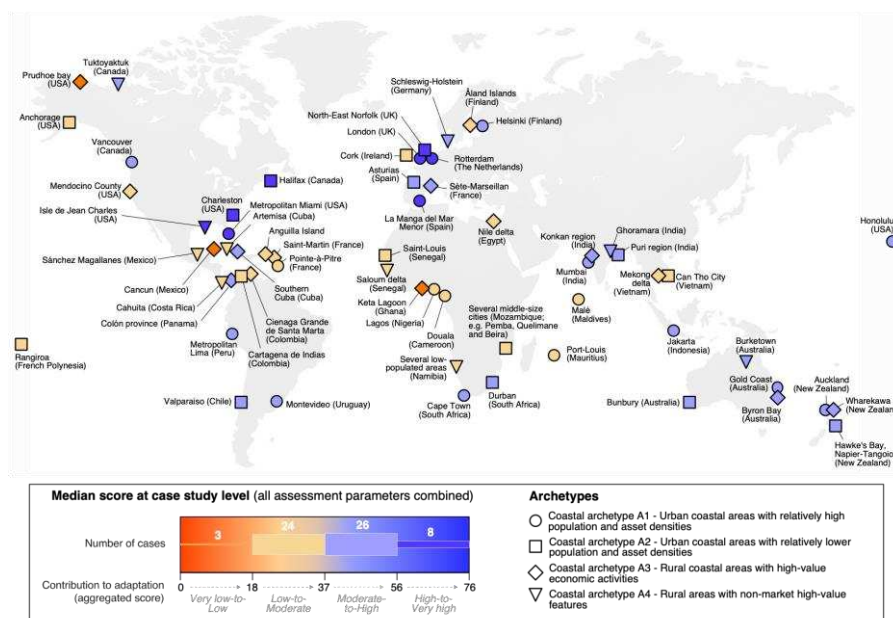 Tuktoyaktuk
(Canada)
Prudhoe bay
(USA)
Schleswig-Holstein
(Germany)
Åland Islands
(Finland)
Anchorage
(USA)
North-East Norfolk (UK)
Helsinki (Finland)
London (UK)
Vancouver
(Canada)
Cork (Ireland)
Rotterdam
(The Netherlands)
Asturias
(Spain)
Sète-Marseillan
(France)
Mendocino County
(USA)
Halifax (Canada)
Charleston
(USA)
Metropolitan Miami (USA)
Artemisa (Cuba)
Isle de Jean Charles
(USA)
La Manga del Mar
Menor (Spain)
Nile delta
(Egypt)
Konkan region
(India)
Ghoramara (India)
Puri region (India)
Honolulu
(USA)
Anguilla Island
Saint-Martin (France)
Pointe-à-Pitre
(France)
Sánchez Magallanes (Mexico)
Saint-Louis
(Senegal)
Saloum delta
(Senegal)
Mumbai
(India)
Mekong
delta
(Vietnam)
Can Tho City
(Vietnam)
Cancun (Mexico)
Southern
Cuba (Cuba)
Cahuita (Costa Rica)
Colón province (Panama)
Keta Lagoon
(Ghana)
Lagos (Nigeria)
Douala
(Cameroon)
Several middle-size
cities (Mozambique;
e.g. Pemba, Quelimane
and Beira)
Malé
(Maldives)
Cienaga Grande
de Santa Marta
(Colombia)
Cartagena de Indias
(Colombia)
Metropolitan
Lima (Peru)
Rangiroa
(French Polynesia)
Several low-
populated areas
(Namibia)
Port-Louis
(Mauritius)
Jakarta
(Indonesia)
Burketown
(Australia)
Valparaiso (Chile)
Montevideo (Uruguay)
Cape Town
(South Africa)
Durban
(South Africa)
Bunbury (Australia)
Gold Coast
(Australia)
Byron Bay
(Australia)
Auckland
(New Zealand)
Wharekawa
(New Zealan
Hawke's Bay,
Napier-Tangoio
(New Zealand)
Median score at case study level (all assessment parameters combined)
Number of cases
3 24 26 8
Contribution to adaptation
(aggregated score)
0 18 37 56 76
Very low-to-
Low
Low-to-
Moderate
Moderate-
to-High
High-to-
Very high
Archetypes
Coastal archetype A1 - Urban coastal areas with relatively high
population and asset densities
Coastal archetype A2 - Urban coastal areas with relatively lower
population and asset densities
Coastal archetype A3 - Rural coastal areas with high-value
economic activities
Coastal archetype A4 - Rural areas with non-market high-value
features